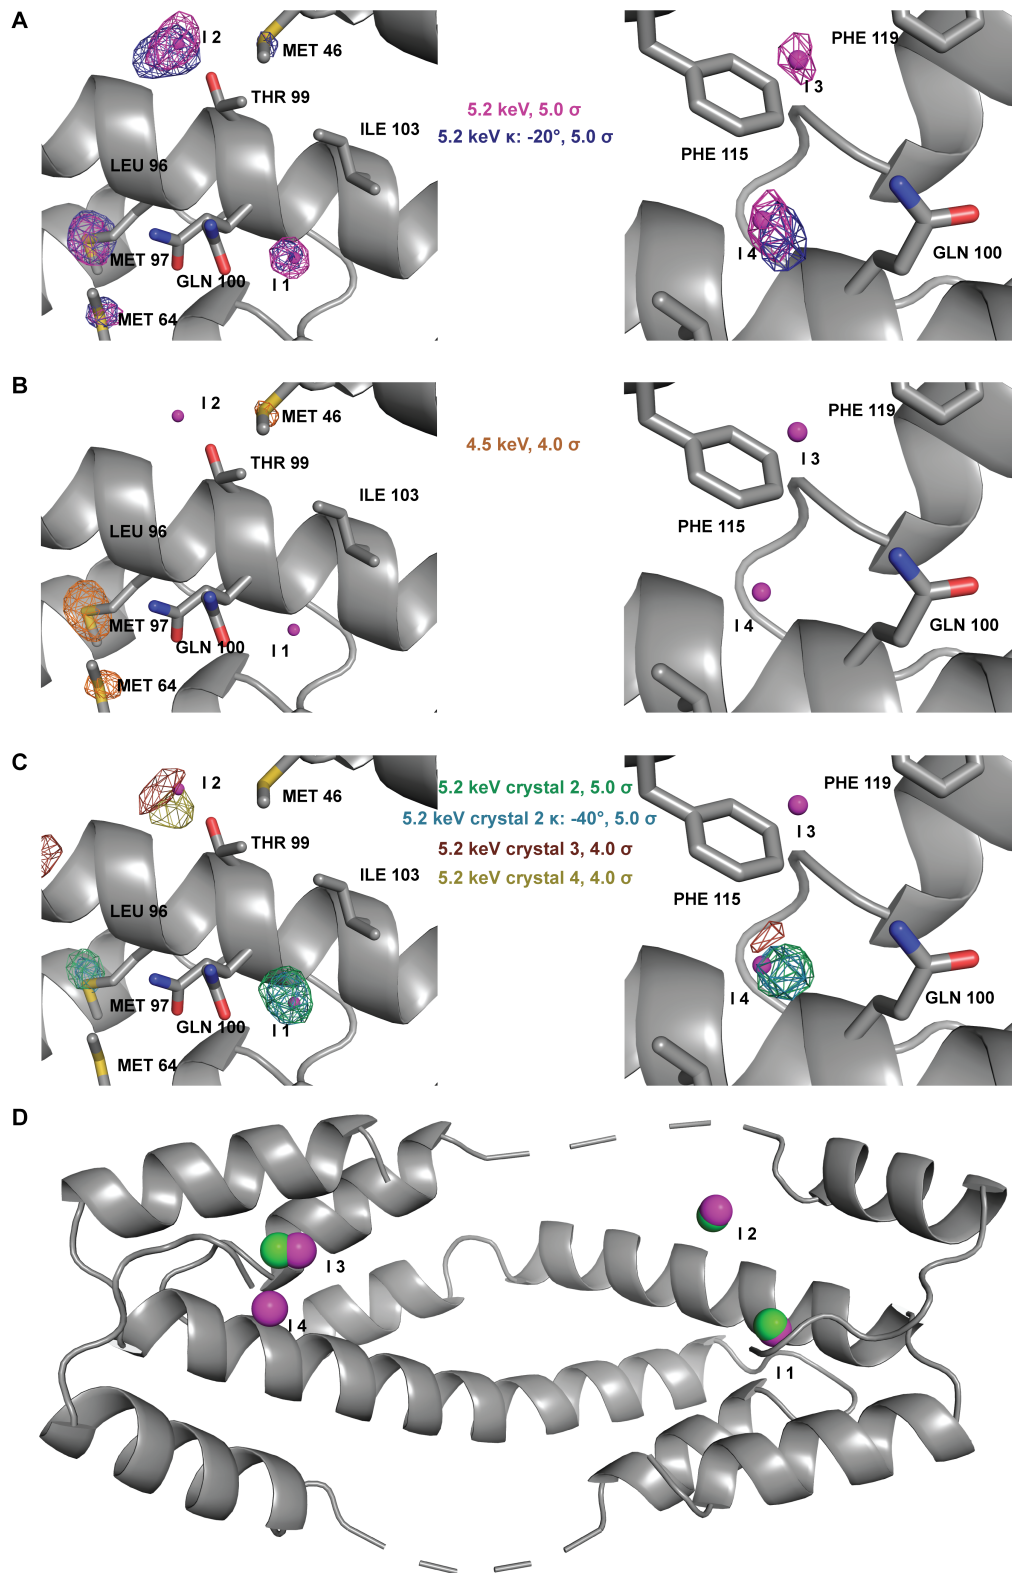 A
I 2
MET 46
THR 99
ILE 103
LEU 96
MET 97
GLN 100
I 1
MET 64
5.2 keV, 5.0 σ
5.2 keV κ: -20°, 5.0 σ
PHE 119
I 3
PHE 115
I 4
GLN 100
B
I 2
MET 46
THR 99
ILE 103
LEU 96
MET 97
GLN 100
I 1
MET 64
4.5 keV, 4.0 σ
PHE 119
I 3
PHE 115
I 4
GLN 100
C
I 2
MET 46
THR 99
ILE 103
LEU 96
MET 97
GLN 100
I 1
MET 64
5.2 keV crystal 2, 5.0 σ
5.2 keV crystal 2 κ: -40°, 5.0 σ
5.2 keV crystal 3, 4.0 σ
5.2 keV crystal 4, 4.0 σ
PHE 119
I 3
PHE 115
I 4
GLN 100
D
I 2
I 3
I 4
I 1